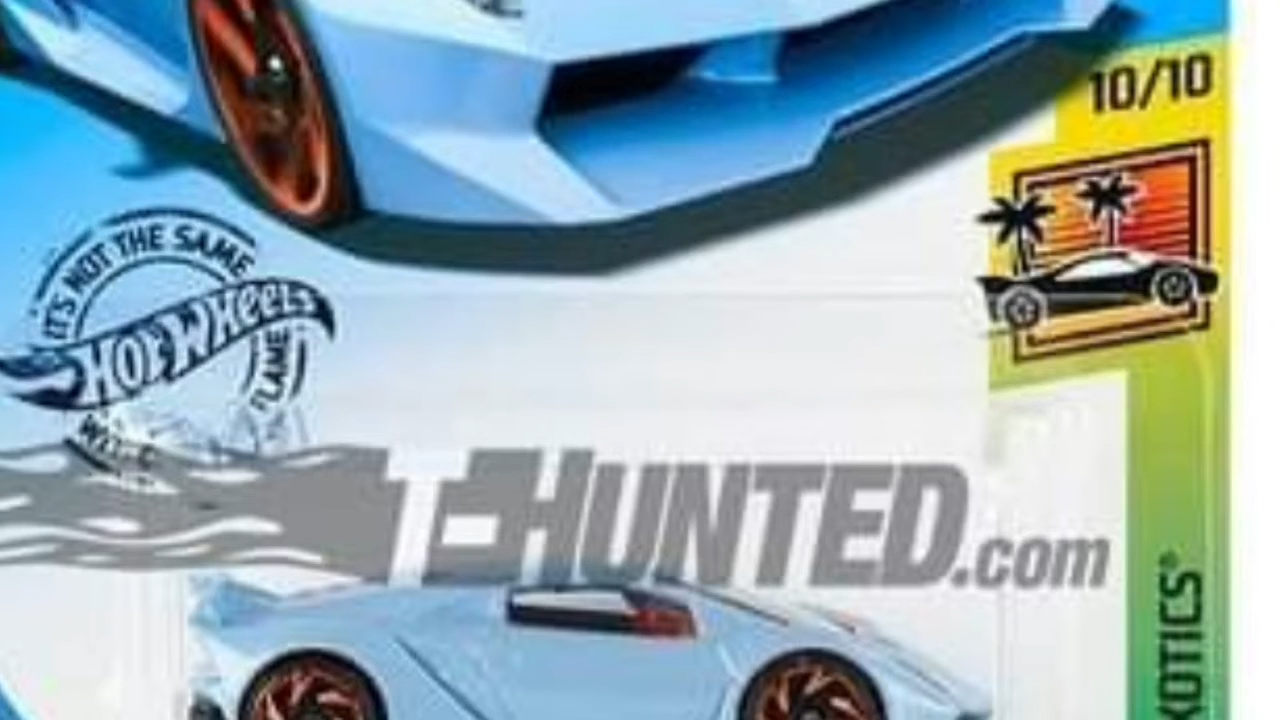 10/10
IT'S NOT THE SAME
Hot Wheels
FLAME
T-HUNTED.com
XOTICS®